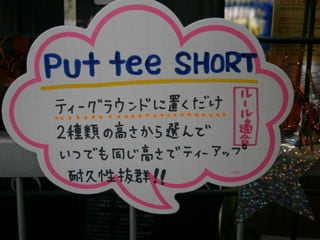 Put tee SHORT
ティーグラウンドに置くだけ
2種類の高さから選んで
いつでも同じ高さでティーアップ
耐久性抜群!!
ルール適合